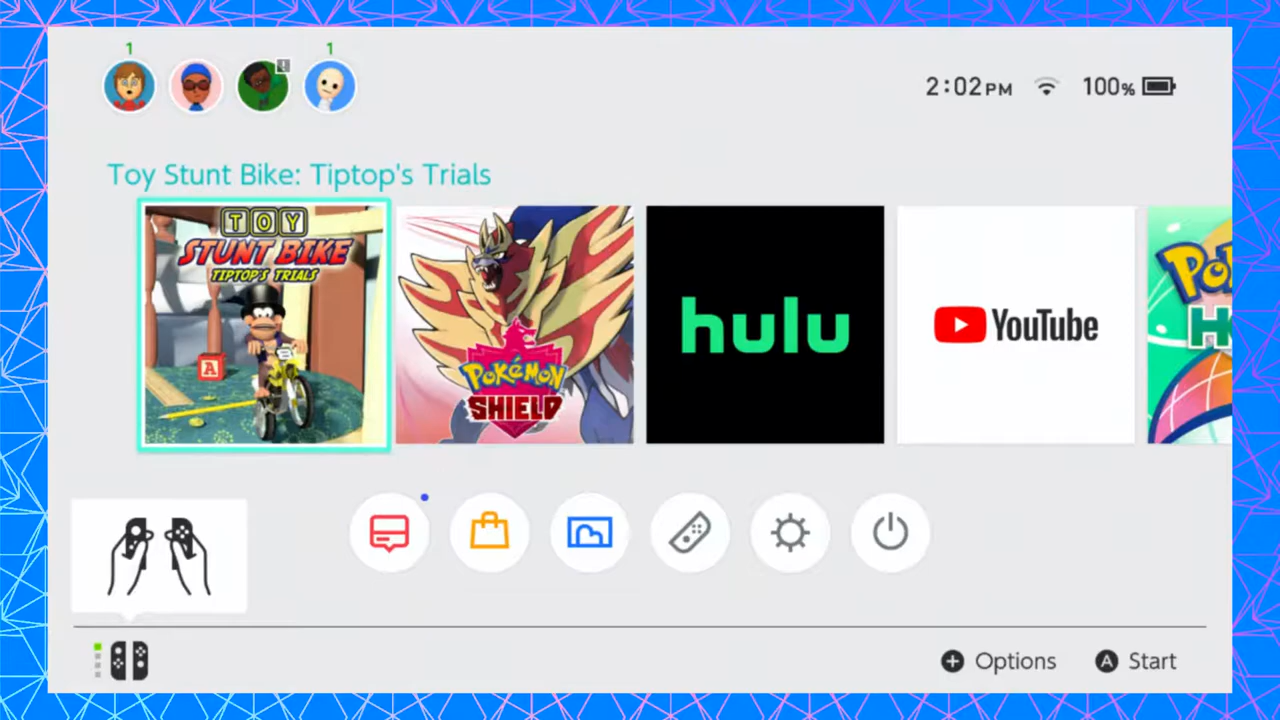 1
1
2:02PM
100%
Toy Stunt Bike: Tiptop's Trials
TOY
STUNT BIKE
TIPTOP'S TRIALS
A
8
POKéMON
SHIELD
hulu
YouTube
Options
A Start